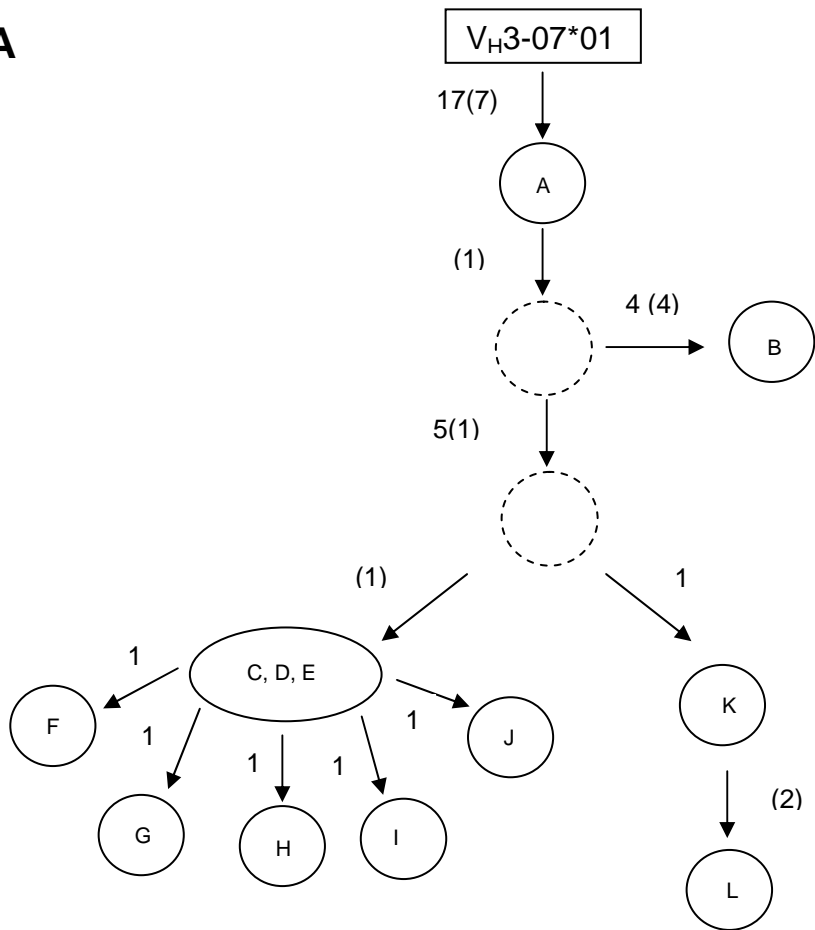 A
VH3-07*01
17(7)
A
(1)
4 (4)
B
5(1)
(1)
1
C, D, E
1
F
K
1
J
1
1
1
(2)
G
H
I
L